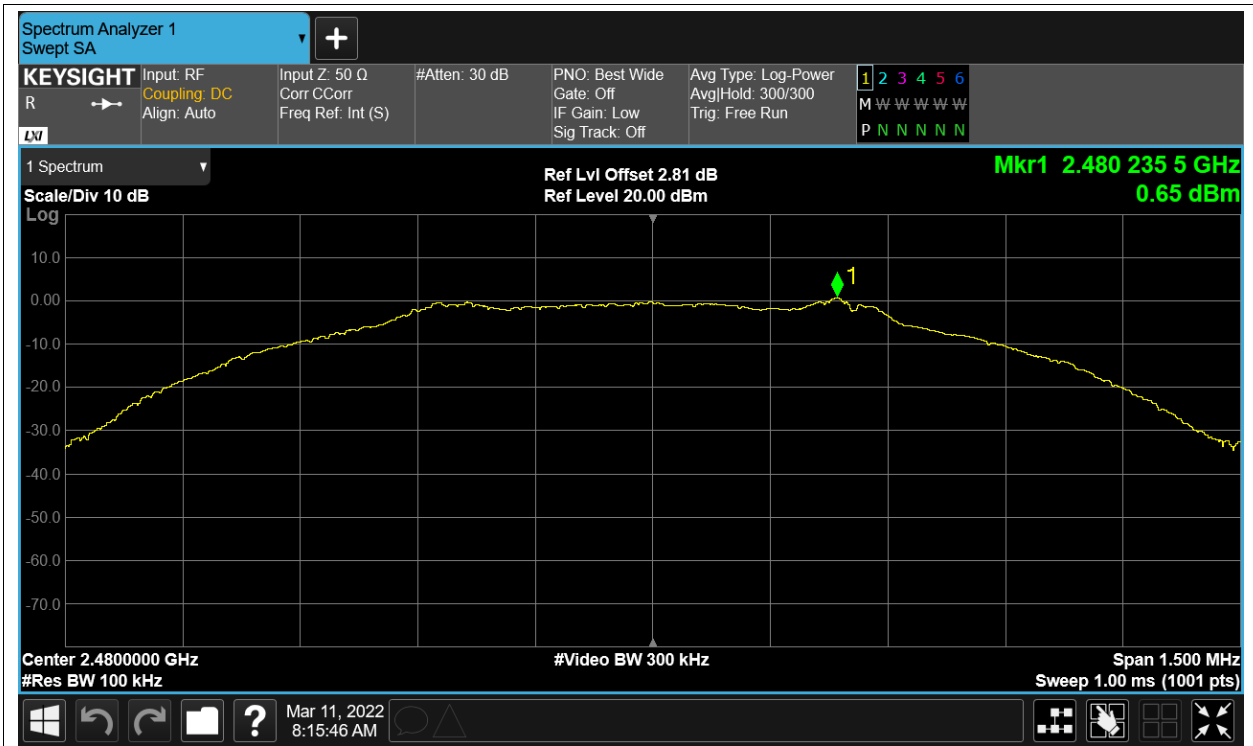 Spectrum Analyzer 1
Swept SA
+
KEYSIGHT
R
LXI
Input: RF
Coupling: DC
Align: Auto
Input Z: 50 Ω
Corr CCorr
Freq Ref: Int (S)
#Atten: 30 dB
PNO: Best Wide
Gate: Off
IF Gain: Low
Sig Track: Off
Avg Type: Log-Power
Avg|Hold: 300/300
Trig: Free Run
1 2 3 4 5 6
M W W W W W W
P N N N N N
1 Spectrum
Scale/Div 10 dB
Ref Lvl Offset 2.81 dB
Ref Level 20.00 dBm
Mkr1 2.480 235 5 GHz
0.65 dBm
Log
10.0
0.00
-10.0
-20.0
-30.0
-40.0
-50.0
-60.0
-70.0
1
Center 2.4800000 GHz
#Res BW 100 kHz
#Video BW 300 kHz
Span 1.500 MHz
Sweep 1.00 ms (1001 pts)
?
Mar 11, 2022
8:15:46 AM